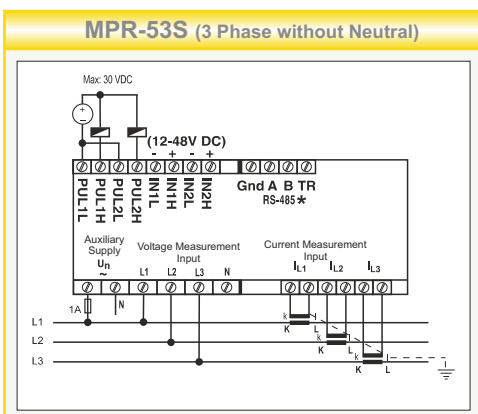 MPR-53S (3 Phase without Neutral)
Max: 30 VDC
+
-
(12-48V DC)
- + - +
PUL1L PUL1H PUL2L PUL2H IN1L IN1H IN2L IN2H
Gnd A B TR
RS-485 *
Auxiliary Supply
Un
~
Voltage Measurement Input
L1 L2 L3 N
Current Measurement Input
IL1 IL2 IL3
1A
N
L1
L2
L3
k l
K L
k l
K L
k l
K L